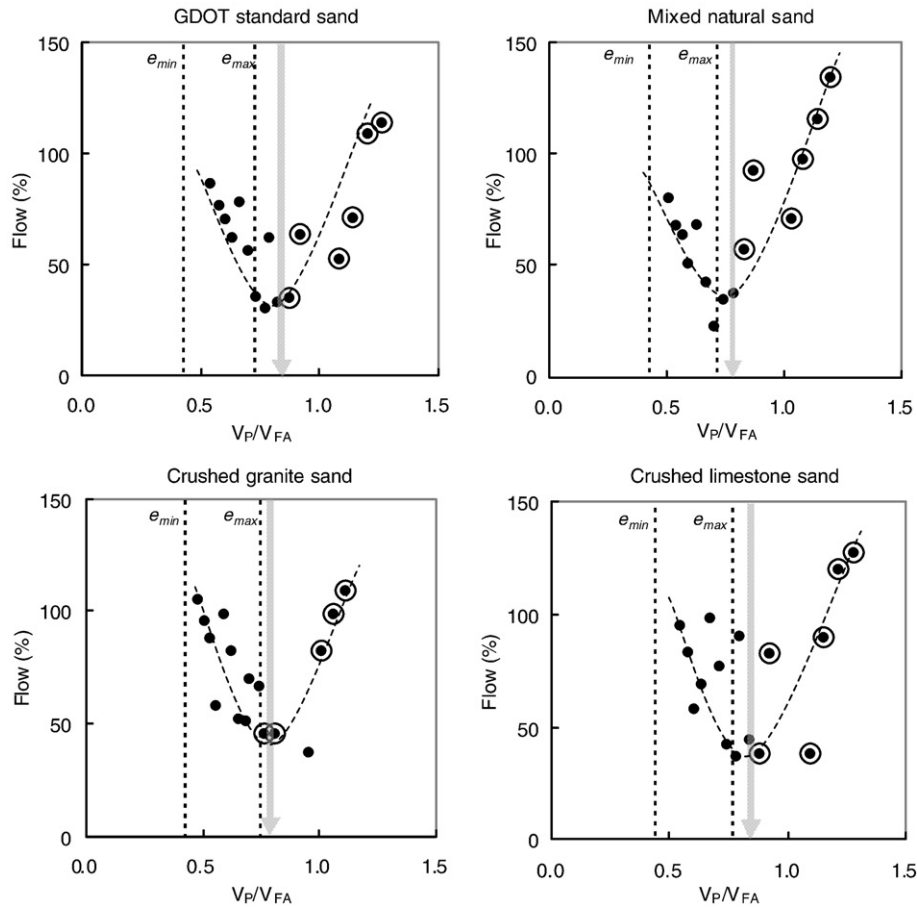 GDOT standard sand
150
100
50
0
Flow (%)
e_min
e_max
0.0 0.5 1.0 1.5
V_P/V_FA
Mixed natural sand
150
100
50
0
Flow (%)
e_min
e_max
0.0 0.5 1.0 1.5
V_P/V_FA
Crushed granite sand
150
100
50
0
Flow (%)
e_min
e_max
0.0 0.5 1.0 1.5
V_P/V_FA
Crushed limestone sand
150
100
50
0
Flow (%)
e_min
e_max
0.0 0.5 1.0 1.5
V_P/V_FA